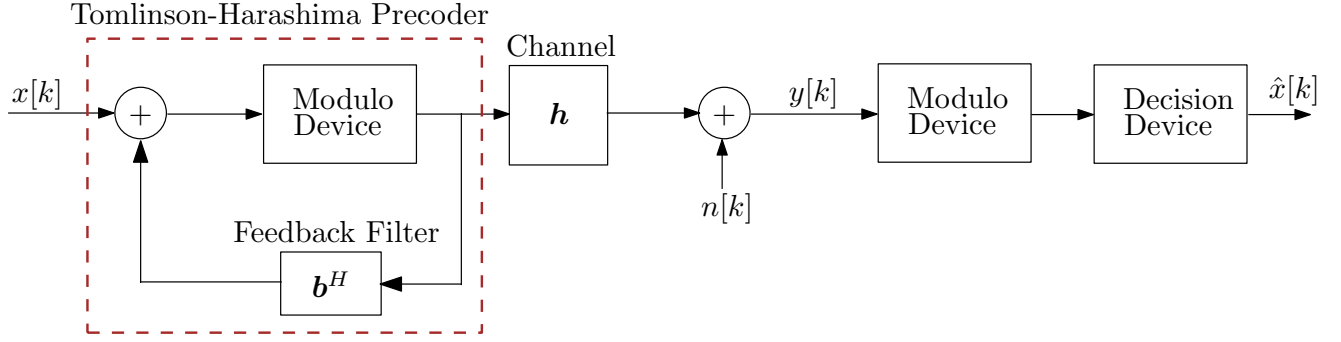 Tomlinson-Harashima Precoder
Channel
x[k]
+
Modulo
Device
h
+
y[k]
Modulo
Device
Decision
Device
x̂[k]
n[k]
Feedback Filter
b^H